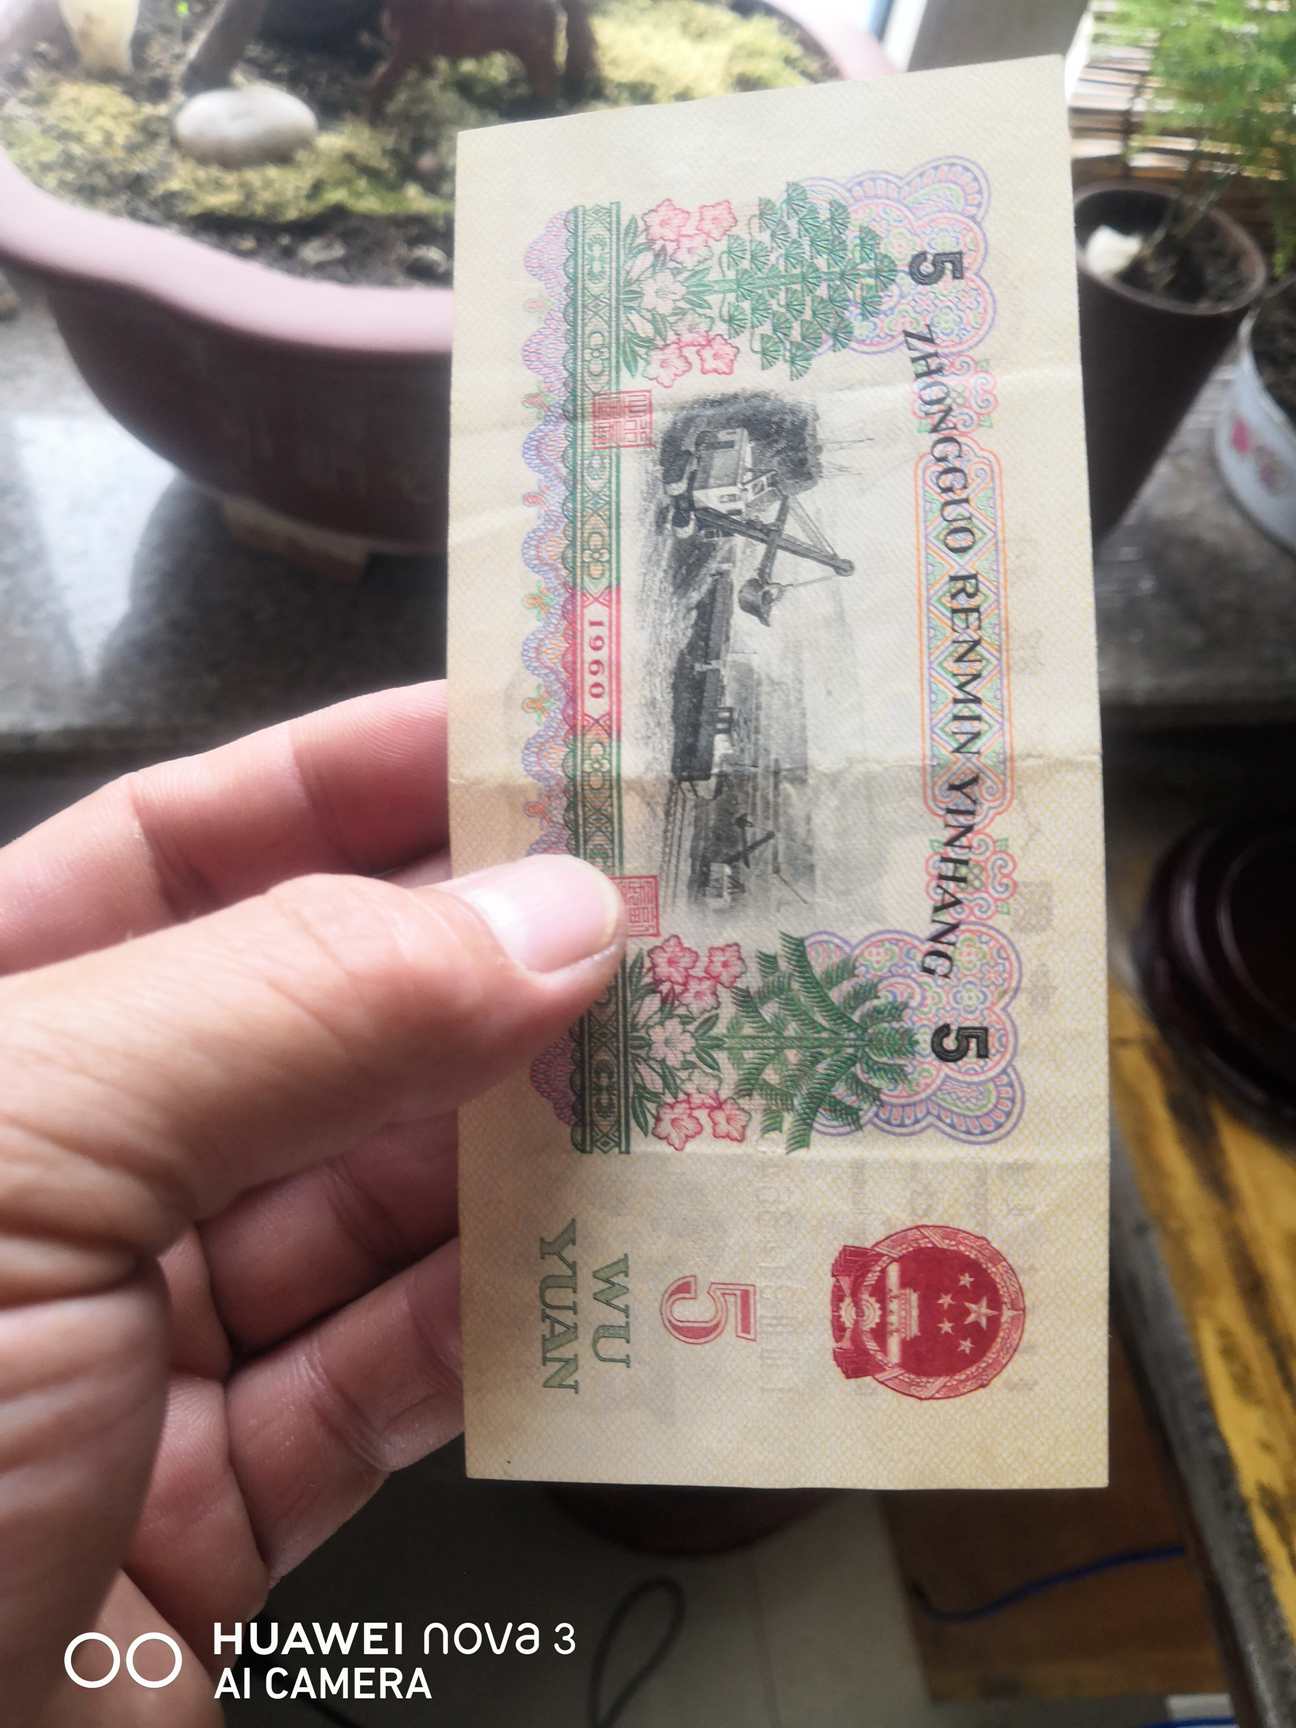 5 ZHONGGUO RENMIN YINHANG 5
1960
5
WU
YUAN
HUAWEI nova 3
AI CAMERA